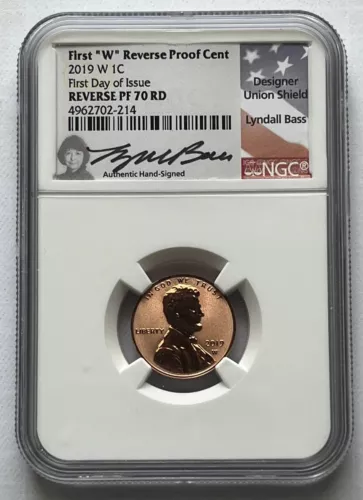 First "W" Reverse Proof Cent
2019 W 1C
First Day of Issue
REVERSE PF 70 RD
4962702-214
Designer
Union Shield
Lyndall Bass
Authentic Hand-Signed
NGC®
IN GOD WE TRUST
LIBERTY
2019
W